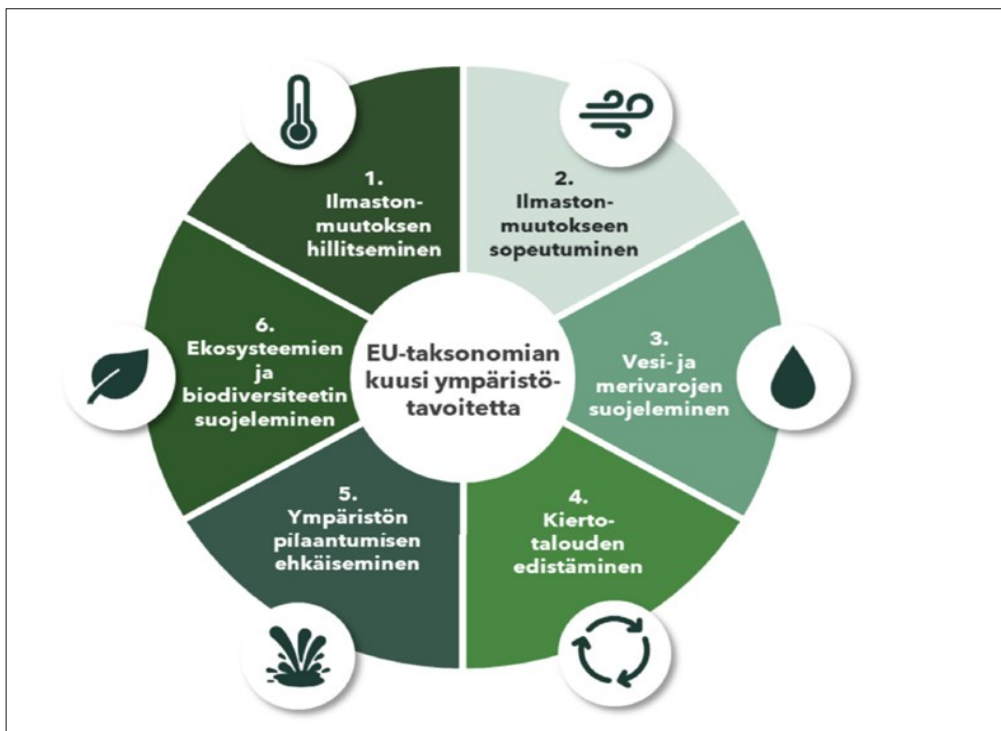 EU-taksonomian
kuusi ympäristö-
tavoitetta
1.
Ilmaston-
muutoksen
hillitseminen
2.
Ilmaston-
muutokseen
sopeutuminen
3.
Vesi- ja
merivarojen
suojeleminen
4.
Kierto-
talouden
edistäminen
5.
Ympäristön
pilaantumisen
ehkäiseminen
6.
Ekosysteemien
ja
biodiversiteetin
suojeleminen